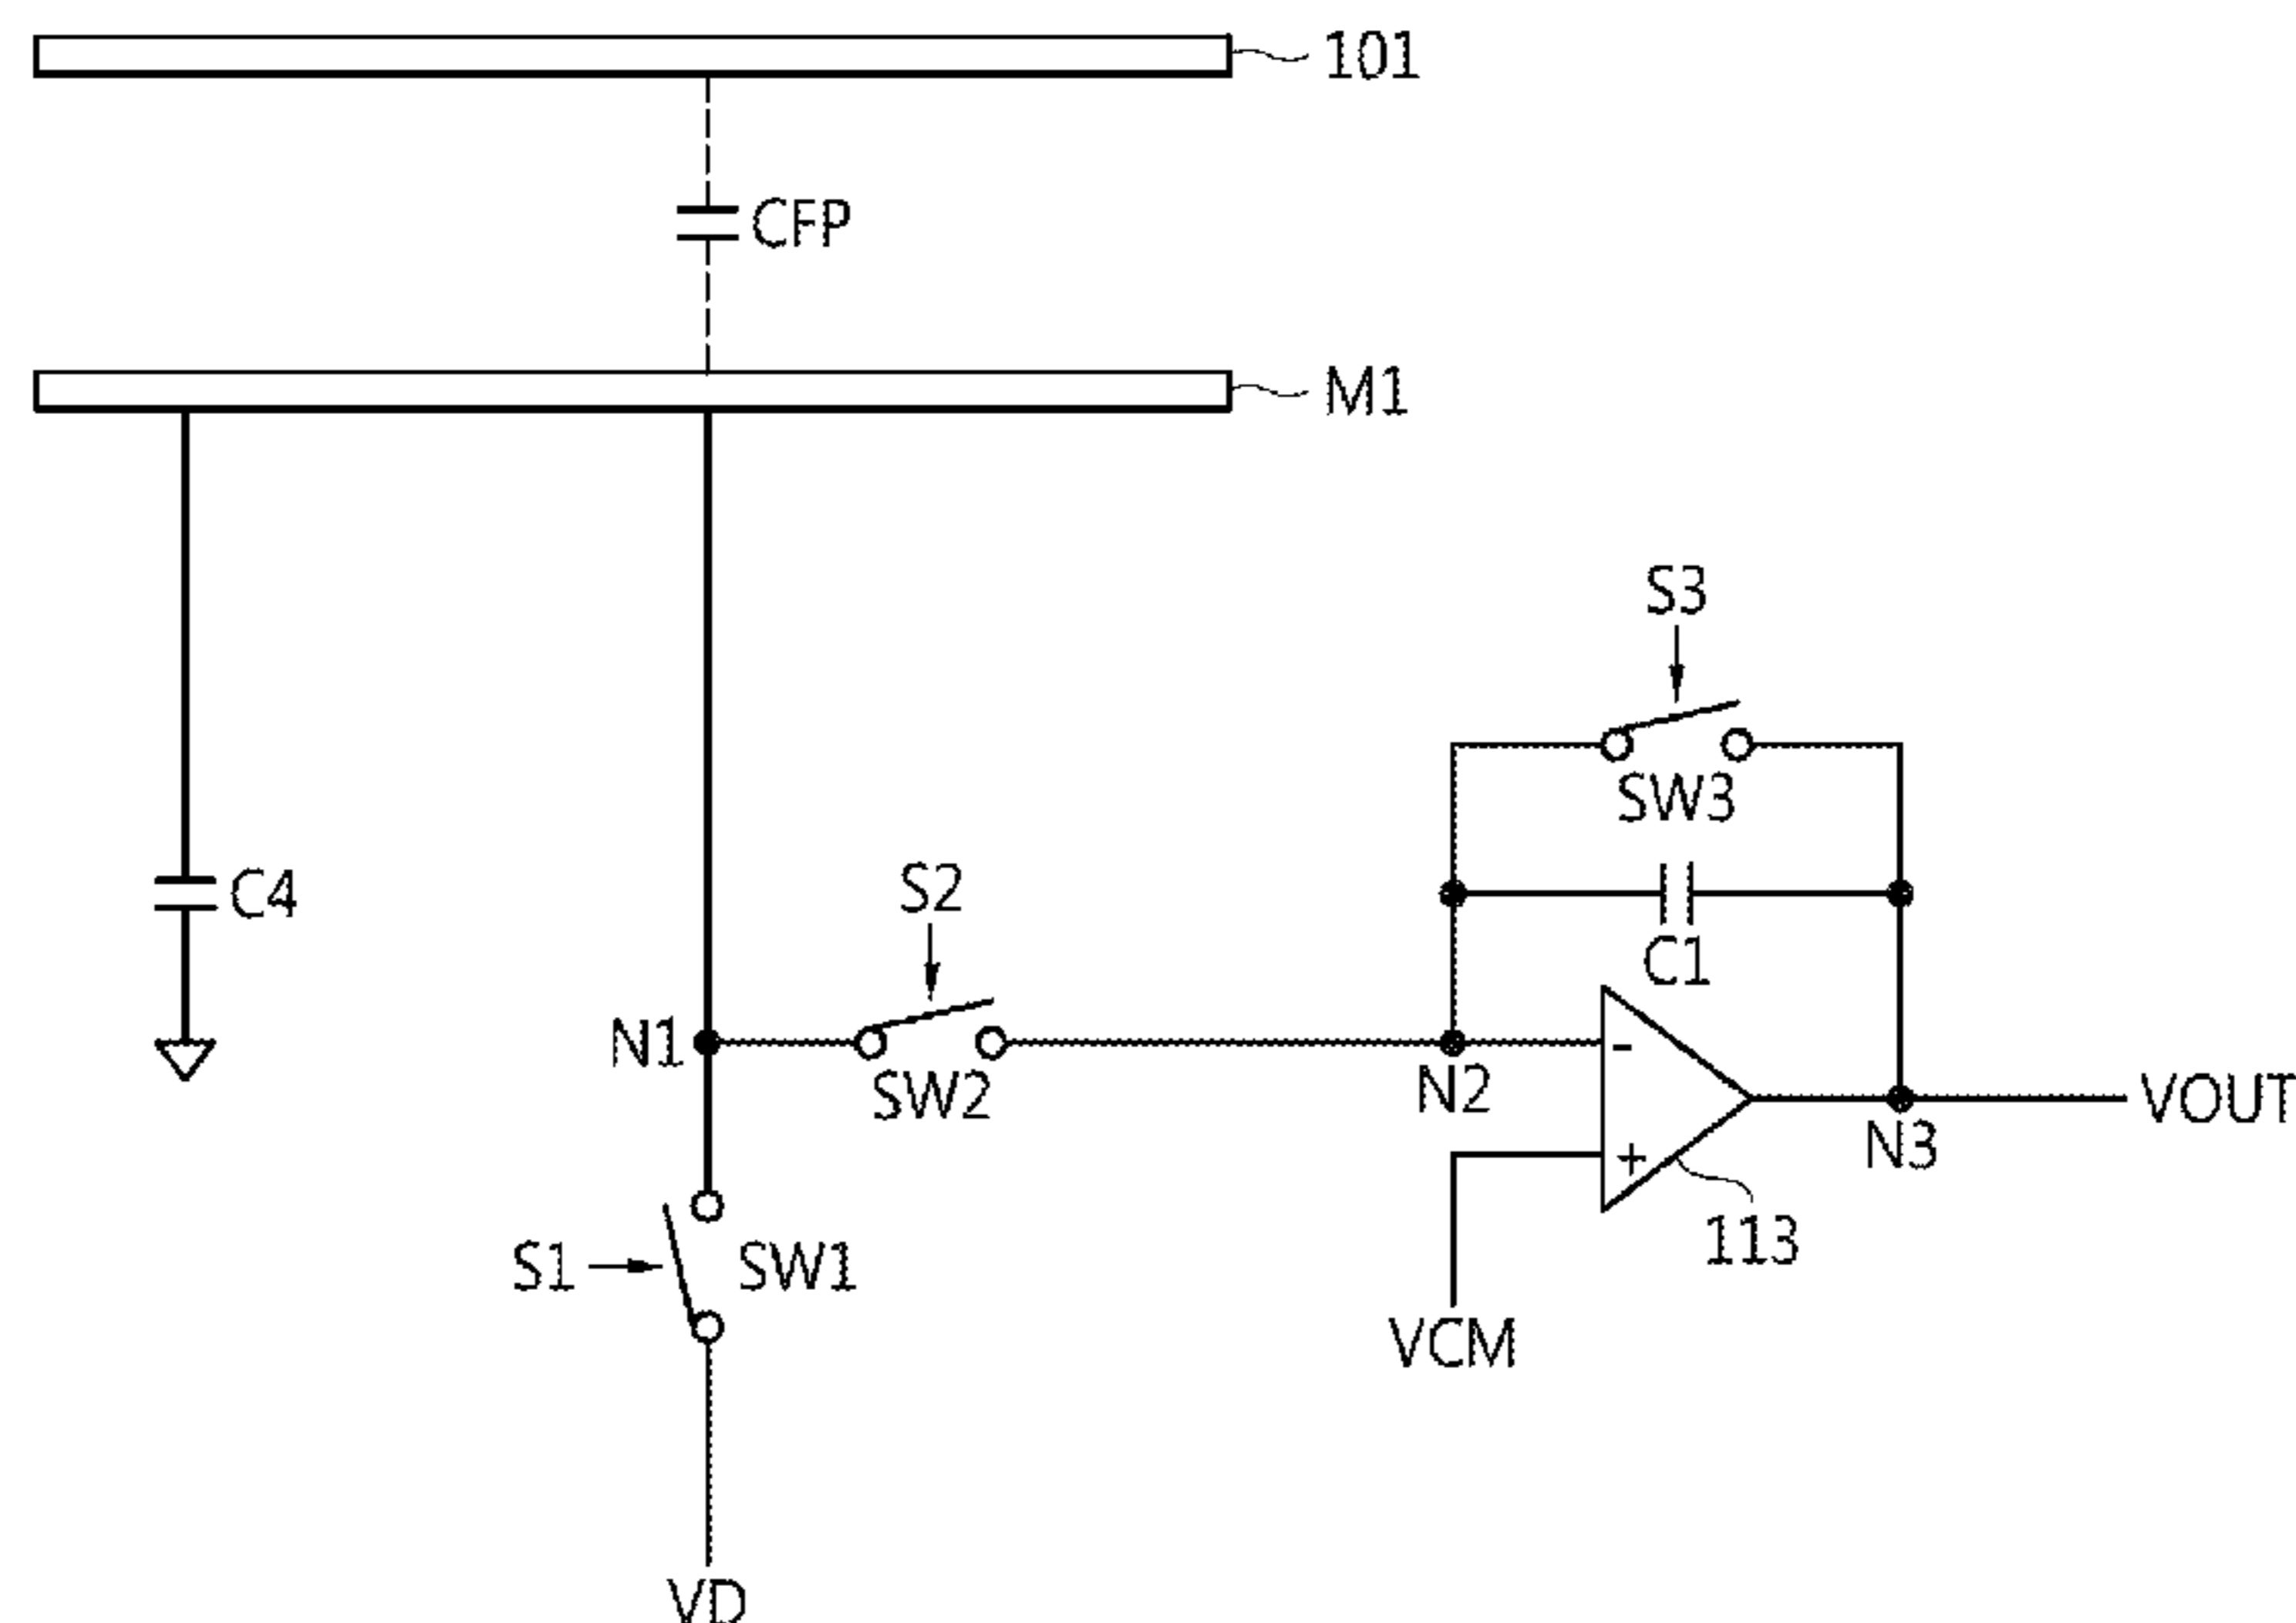 101
CFP
M1
S3
SW3
C4
S2
C1
N1
SW2
N2
-
+
VOUT
N3
113
S1
SW1
VCM
VD